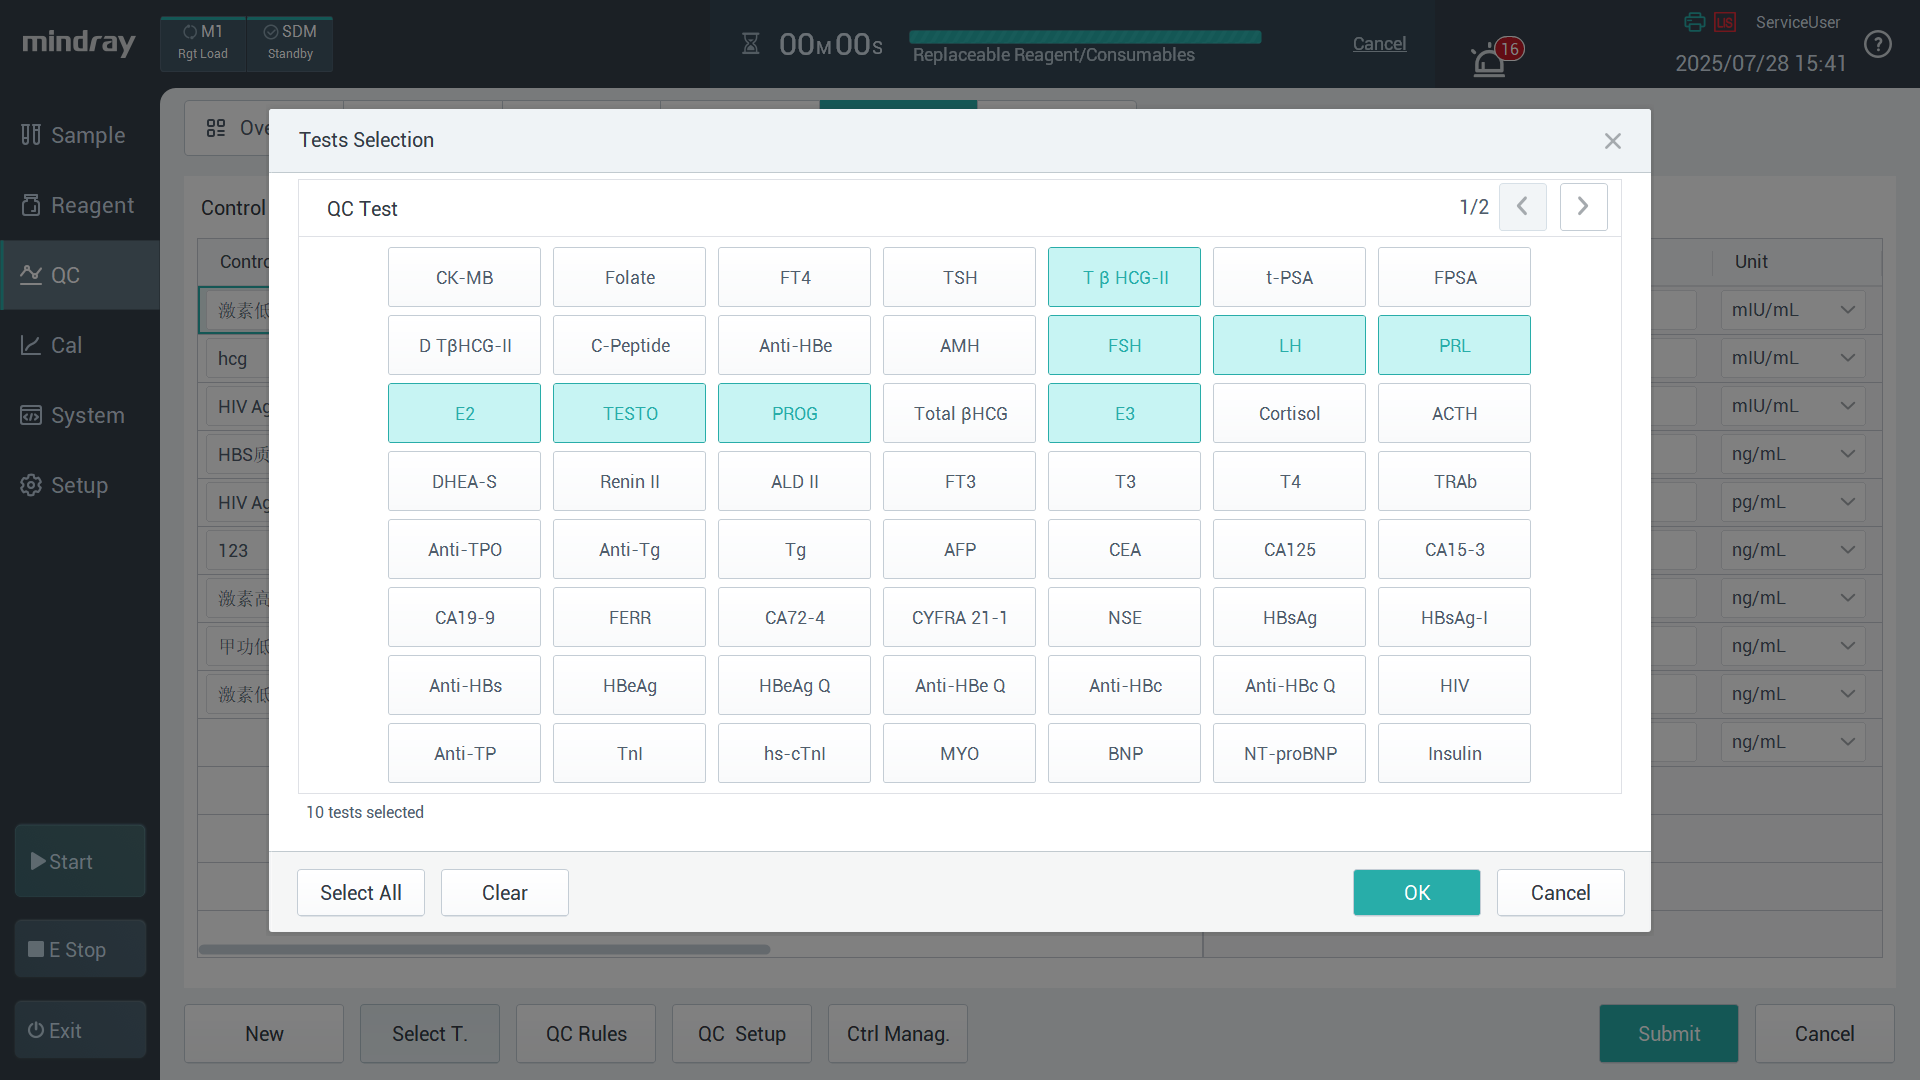 mindray
M1
Rgt Load
SDM
Standby
00M00S
Replaceable Reagent/Consumables
Cancel
16
LIS
ServiceUser
2025/07/28 15:41
?
Sample
Reagent
QC
Cal
System
Setup
Start
E Stop
Exit
Tests Selection
QC Test
1/2
CK-MB Folate FT4 TSH T β HCG-II t-PSA FPSA
D TβHCG-II C-Peptide Anti-HBe AMH FSH LH PRL
E2 TESTO PROG Total βHCG E3 Cortisol ACTH
DHEA-S Renin II ALD II FT3 T3 T4 TRAb
Anti-TPO Anti-Tg Tg AFP CEA CA125 CA15-3
CA19-9 FERR CA72-4 CYFRA 21-1 NSE HBsAg HBsAg-I
Anti-HBs HBeAg HBeAg Q Anti-HBe Q Anti-HBc Anti-HBc Q HIV
Anti-TP TnI hs-cTnI MYO BNP NT-proBNP Insulin
10 tests selected
Select All
Clear
OK
Cancel
Control
Unit
激素低 mIU/mL
hcg mIU/mL
HIV Ag mIU/mL
HBS质 ng/mL
HIV Ag pg/mL
123 ng/mL
激素高 ng/mL
甲功低 ng/mL
激素低 ng/mL
ng/mL
New
Select T.
QC Rules
QC Setup
Ctrl Manag.
Submit
Cancel